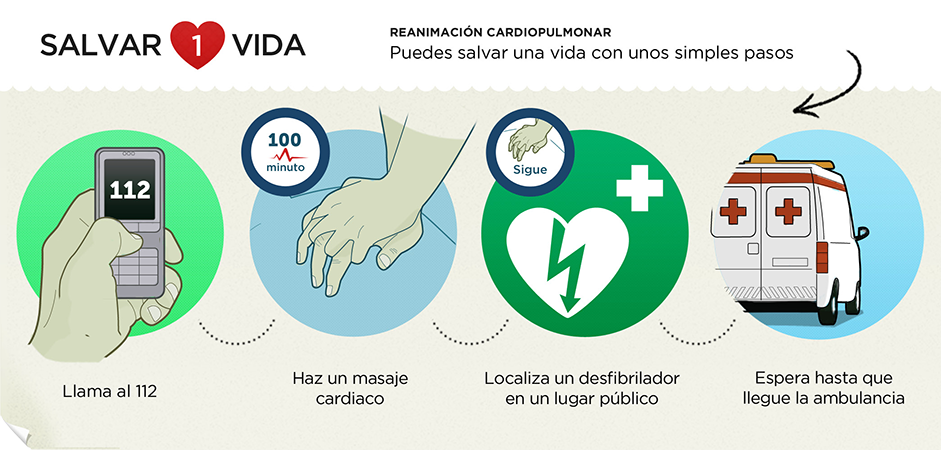 SALVAR 1 VIDA
REANIMACIÓN CARDIOPULMONAR
Puedes salvar una vida con unos simples pasos
112
100
minuto
Sigue
Llama al 112
Haz un masaje
cardiaco
Localiza un desfibrilador
en un lugar público
Espera hasta que
llegue la ambulancia